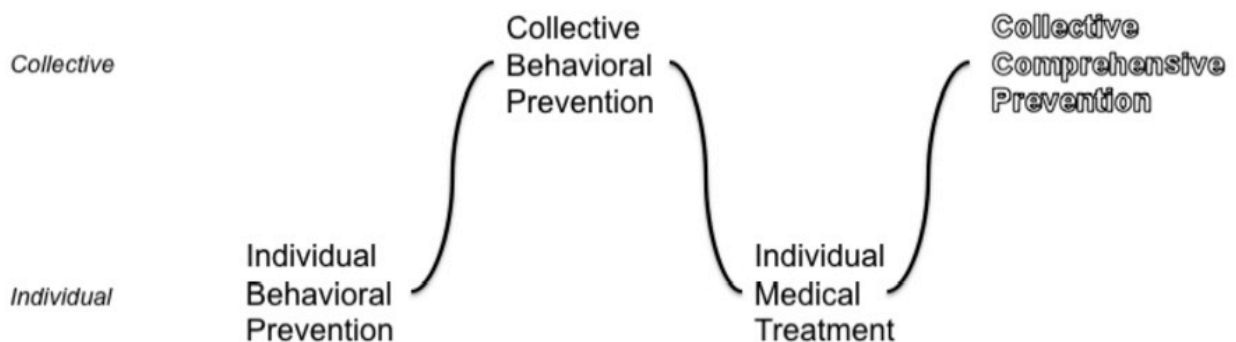 Collective
Collective
Behavioral
Prevention
Collective
Comprehensive
Prevention
Individual
Individual
Behavioral
Prevention
Individual
Medical
Treatment